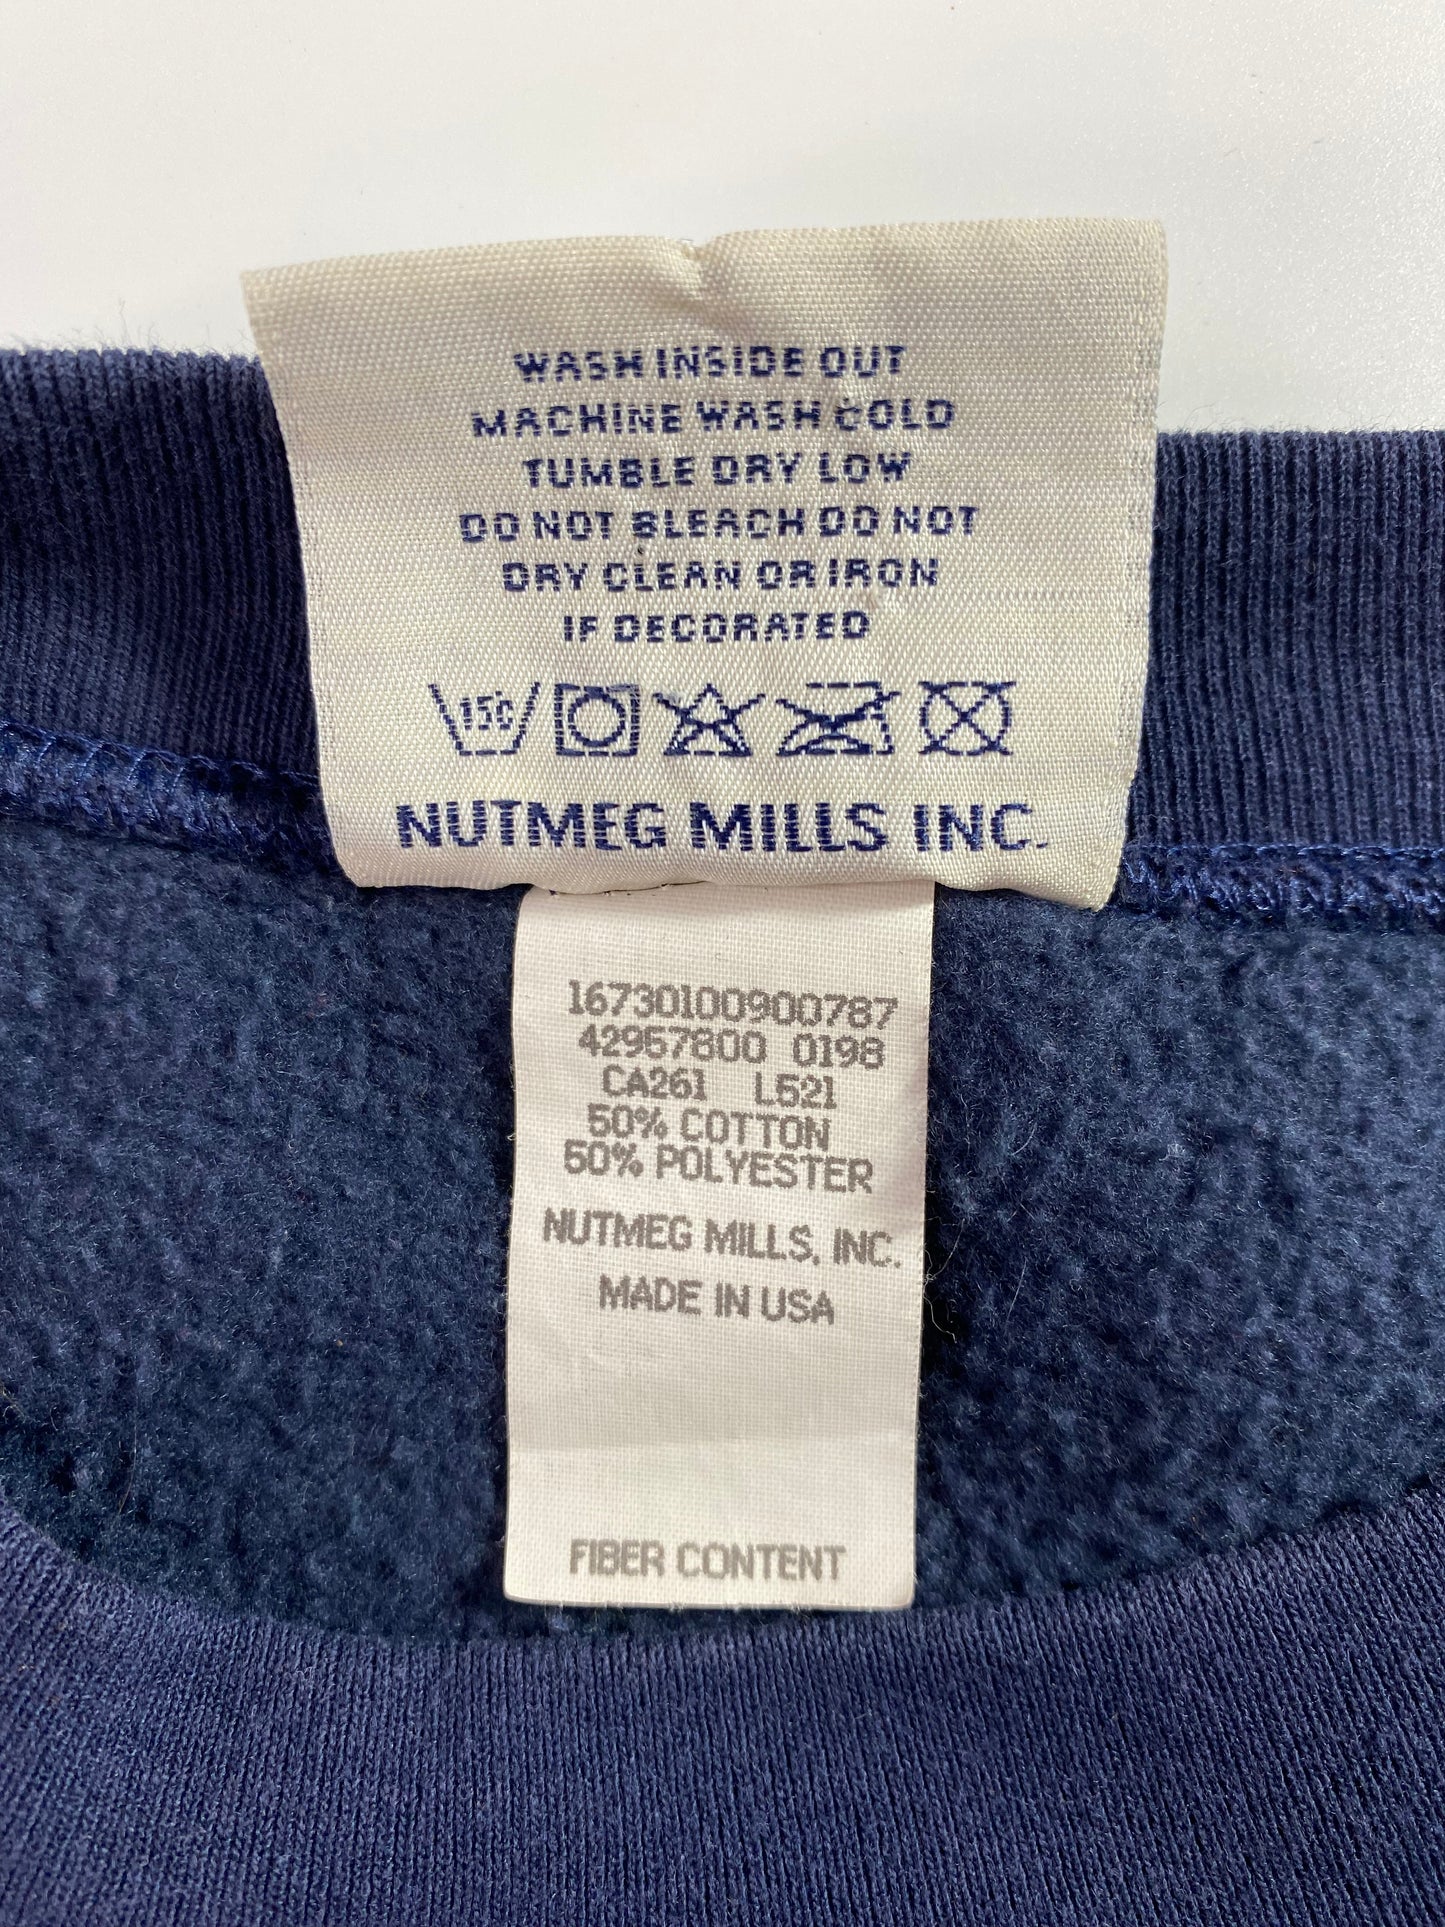 WASH INSIDE OUT
MACHINE WASH COLD
TUMBLE DRY LOW
DO NOT BLEACH DO NOT
DRY CLEAN OR IRON
IF DECORATED
15C
NUTMEG MILLS INC.
16730100900787
42957800 0198
CA261 L521
50% COTTON
50% POLYESTER
NUTMEG MILLS, INC.
MADE IN USA
FIBER CONTENT